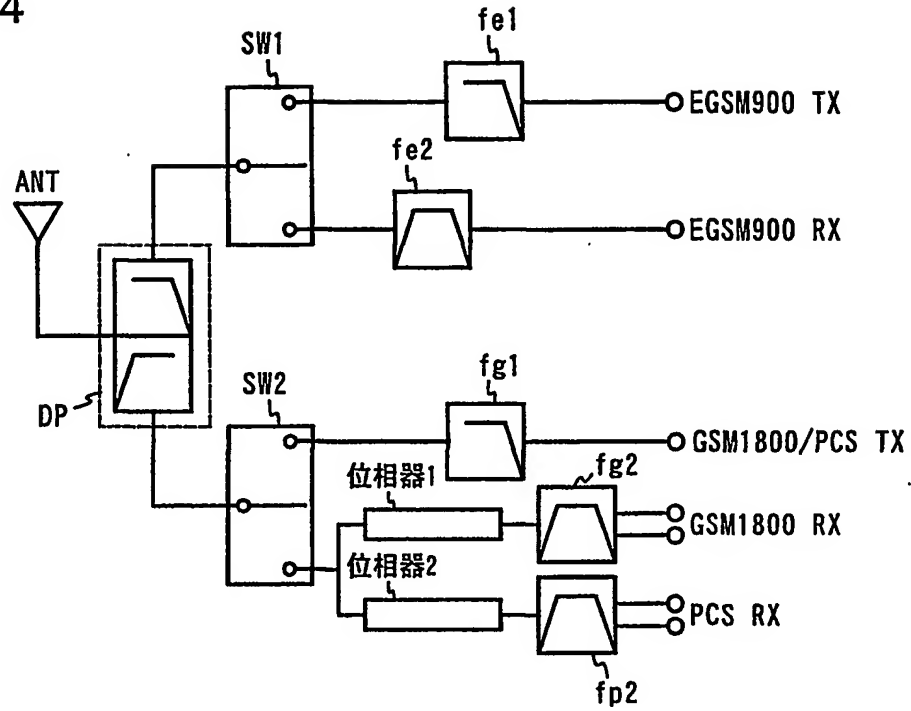 4
fe1
SW1
EGSM900 TX
fe2
ANT
EGSM900 RX
fg1
SW2
DP
GSM1800/PCS TX
fg2
位相器1
GSM1800 RX
位相器2
PCS RX
fp2